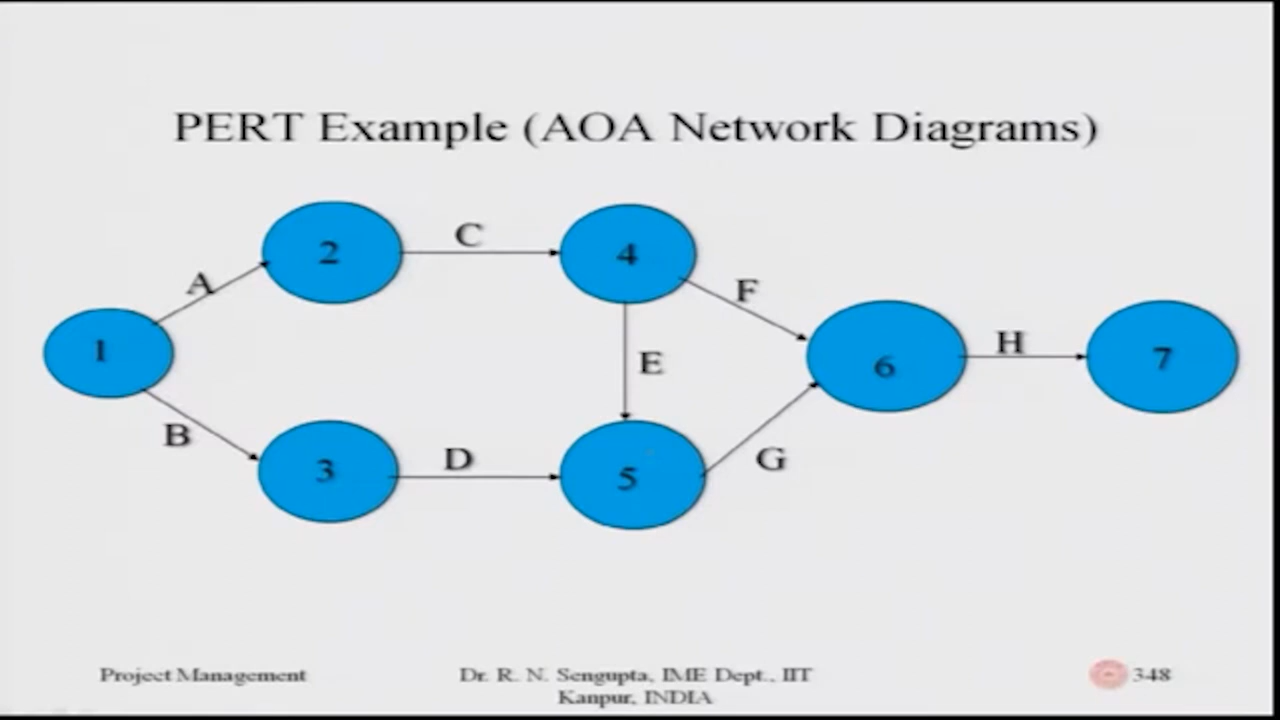 PERT Example (AOA Network Diagrams)
2
C
4
A
F
1
E
6
H
7
B
3
D
5
G
Project Management
Dr. R. N. Sengupta, IME Dept., IIT
Kanpur, INDIA
348